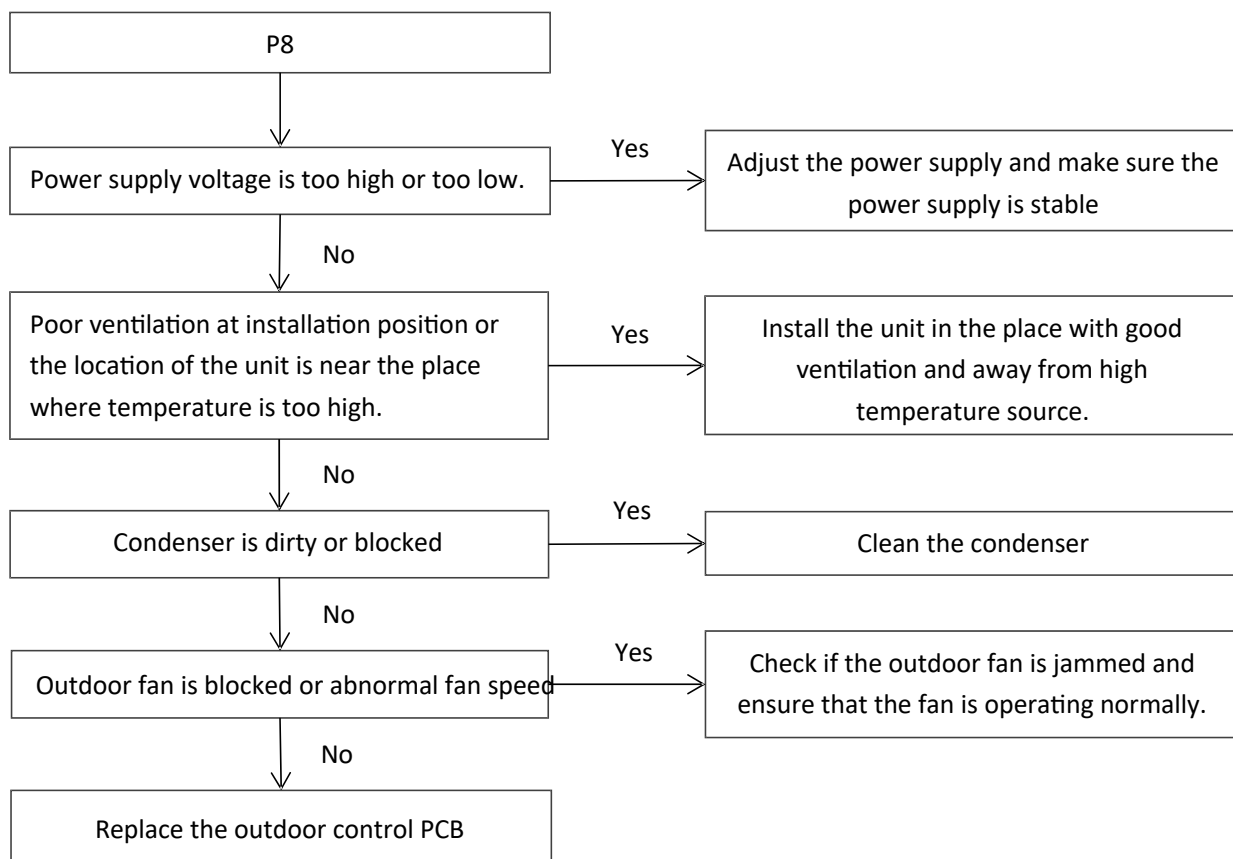 P8
Yes
Power supply voltage is too high or too low.
Adjust the power supply and make sure the
power supply is stable
No
Poor ventilation at installation position or
the location of the unit is near the place
where temperature is too high.
Yes
Install the unit in the place with good
ventilation and away from high
temperature source.
No
Condenser is dirty or blocked
Yes
Clean the condenser
No
Outdoor fan is blocked or abnormal fan speed
Yes
Check if the outdoor fan is jammed and
ensure that the fan is operating normally.
No
Replace the outdoor control PCB